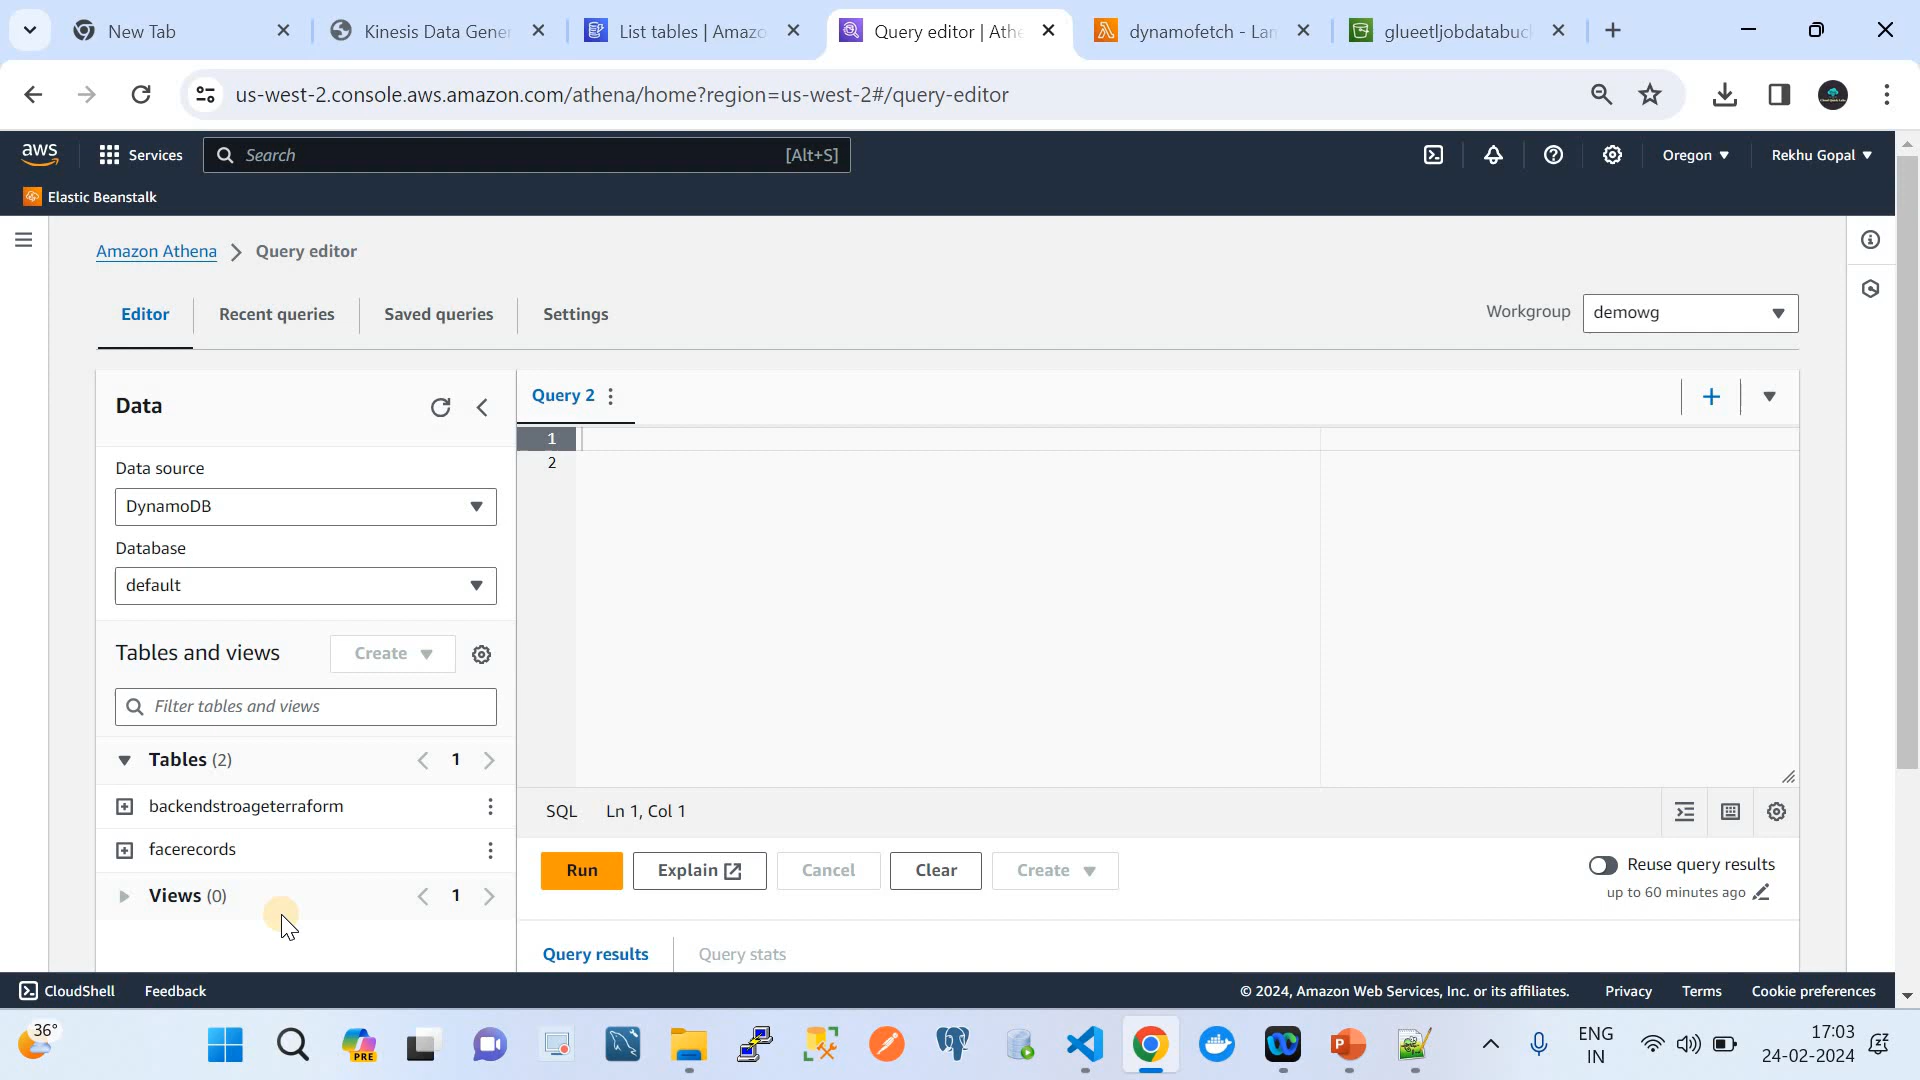 New Tab
Kinesis Data Gene
List tables | Amazo
Query editor | Athe
dynamofetch - Lam
glueetljobdatabuc
us-west-2.console.aws.amazon.com/athena/home?region=us-west-2#/query-editor
aws
Services
Search
[Alt+S]
Oregon
Rekhu Gopal
Elastic Beanstalk
Amazon Athena
Query editor
Editor
Recent queries
Saved queries
Settings
Workgroup
demowg
Data
Query 2
Data source
DynamoDB
Database
default
1
2
Tables and views
Create
Filter tables and views
Tables (2)
1
backendstroageterraform
facerecords
Views (0)
1
SQL
Ln 1, Col 1
Run
Explain
Cancel
Clear
Create
Reuse query results
up to 60 minutes ago
Query results
Query stats
CloudShell
Feedback
© 2024, Amazon Web Services, Inc. or its affiliates.
Privacy
Terms
Cookie preferences
36°
PRE
ENG
IN
17:03
24-02-2024